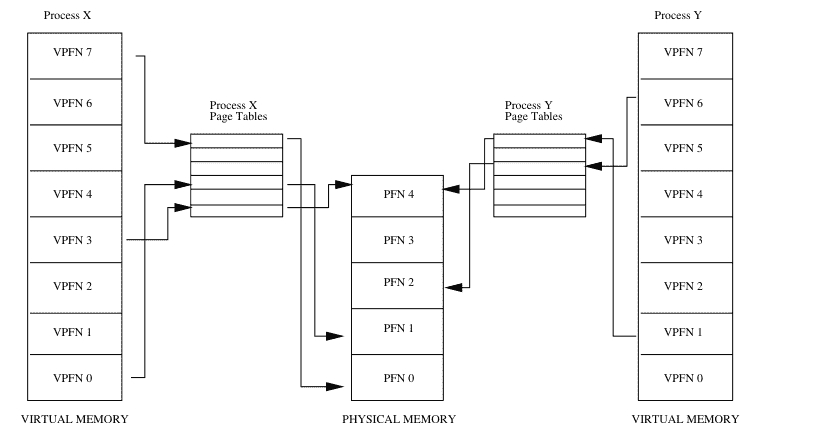 Process X
VPFN 7
VPFN 6
VPFN 5
VPFN 4
VPFN 3
VPFN 2
VPFN 1
VPFN 0
VIRTUAL MEMORY
Process X
Page Tables
PFN 4
PFN 3
PFN 2
PFN 1
PFN 0
PHYSICAL MEMORY
Process Y
Page Tables
Process Y
VPFN 7
VPFN 6
VPFN 5
VPFN 4
VPFN 3
VPFN 2
VPFN 1
VPFN 0
VIRTUAL MEMORY